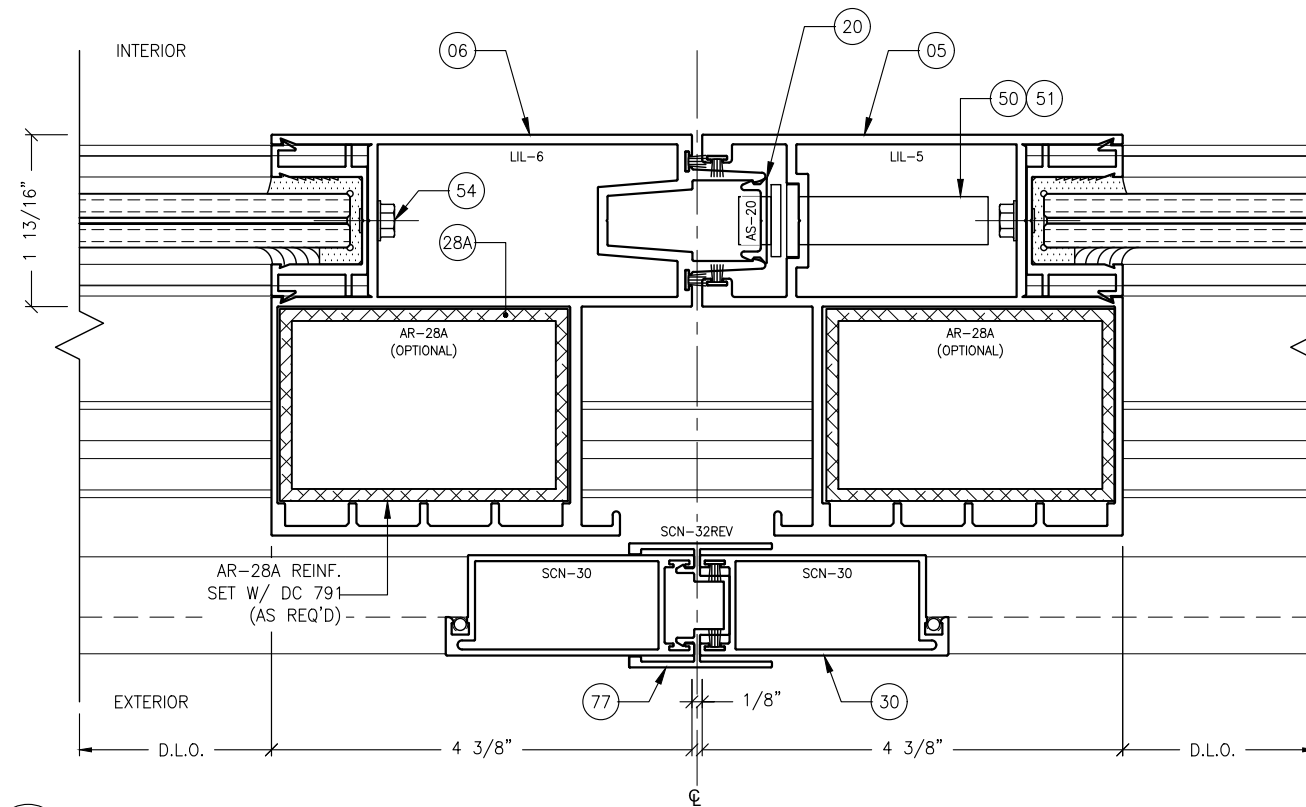 INTERIOR
06
20
05
50 51
LIL-6
LIL-5
54
28A
AS-20
1 13/16"
AR-28A
(OPTIONAL)
AR-28A
(OPTIONAL)
SCN-32REV
AR-28A REINF.
SET W/ DC 791
(AS REQ'D)
SCN-30
SCN-30
EXTERIOR
77
1/8"
30
D.L.O.
4 3/8"
4 3/8"
D.L.O.
℄